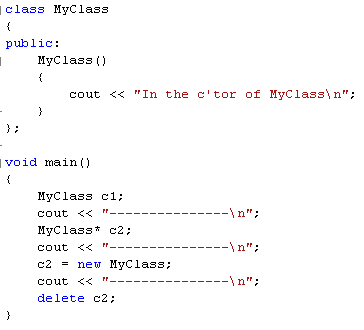 class MyClass
{
public:
    MyClass()
    {
        cout << "In the c'tor of MyClass\n";
    }
};

void main()
{
    MyClass c1;
    cout << "---------------\n";
    MyClass* c2;
    cout << "---------------\n";
    c2 = new MyClass;
    cout << "---------------\n";
    delete c2;
}